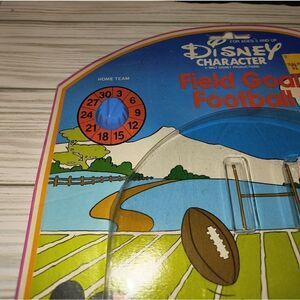 FOR AGES 3 AND UP
DISNEY
CHARACTER
© WALT DISNEY PRODUCTIONS
HOME TEAM
Field Goal
Football
30 3 6 9 12 15 18 21 24 27